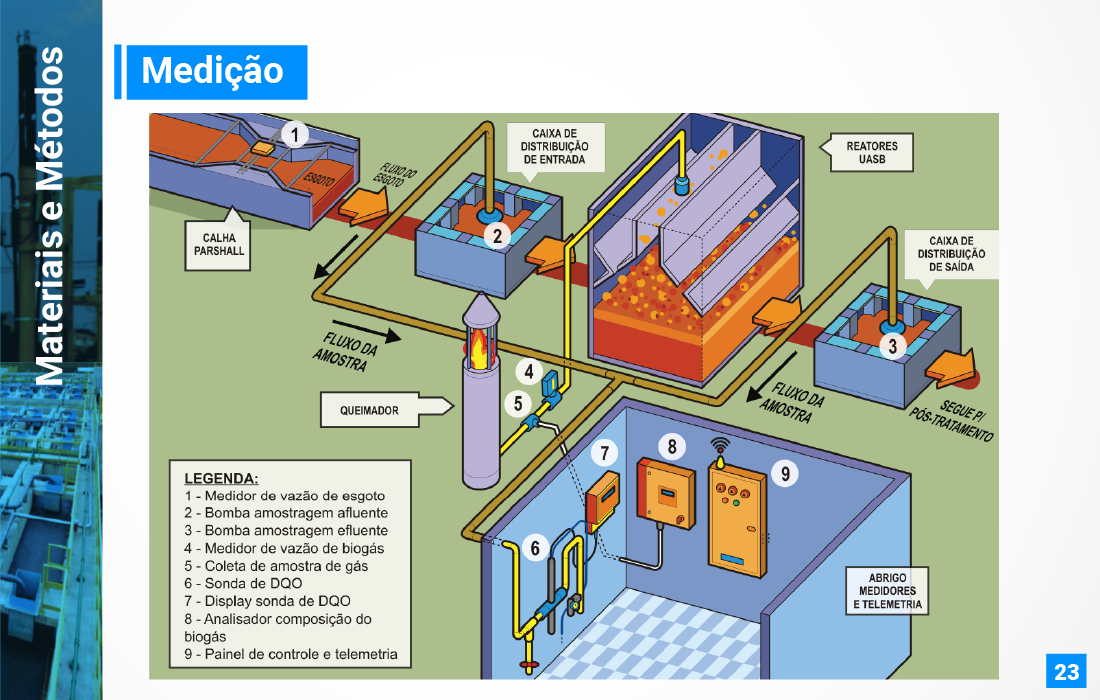 Materiais e Métodos
Medição
1
CALHA
PARSHALL
ESGOTO
FLUXO DO
ESGOTO
CAIXA DE
DISTRIBUIÇÃO
DE ENTRADA
2
REATORES
UASB
CAIXA DE
DISTRIBUIÇÃO
DE SAÍDA
3
FLUXO DA
AMOSTRA
FLUXO DA
AMOSTRA
SEGUE P/
PÓS-TRATAMENTO
QUEIMADOR
4
5
6
7
8
9
ABRIGO
MEDIDORES
E TELEMETRIA
LEGENDA:
1 - Medidor de vazão de esgoto
2 - Bomba amostragem afluente
3 - Bomba amostragem efluente
4 - Medidor de vazão de biogás
5 - Coleta de amostra de gás
6 - Sonda de DQO
7 - Display sonda de DQO
8 - Analisador composição do
biogás
9 - Painel de controle e telemetria
23